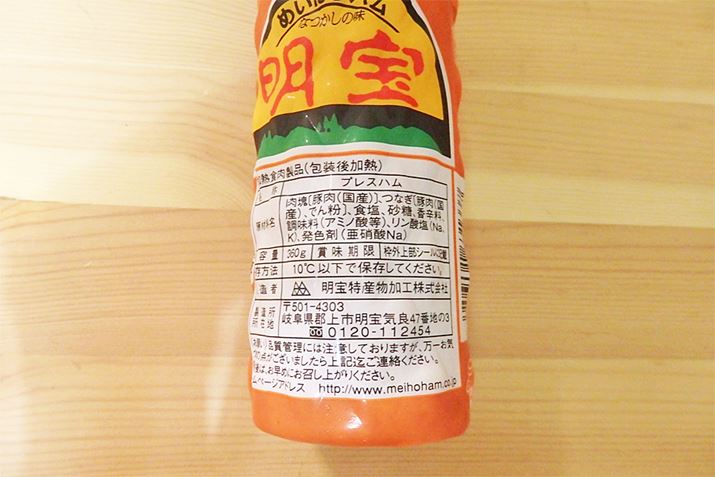 めいほうハム
なつかしの味
明宝
加熱食肉製品(包装後加熱)
名 称 プレスハム
肉塊〔豚肉(国産)〕、つなぎ〔豚肉(国
産)、でん粉〕、食塩、砂糖、香辛料、
原材料名 調味料(アミノ酸等)、リン酸塩(Na、
K)、発色剤(亜硝酸Na)
容量 360g 賞味期限 枠外上部シールに記載
保存方法 10℃以下で保存してください。
製造者 明宝特産物加工株式会社
製造所 〒501-4303
所在地 岐阜県郡上市明宝気良47番地の3
0120-112454
品質管理には注意しておりますが、万一お気
点がございましたら上記迄ご連絡ください。
は、お早めにお召し上がりください。
ムページアドレス http://www.meihoham.co.jp